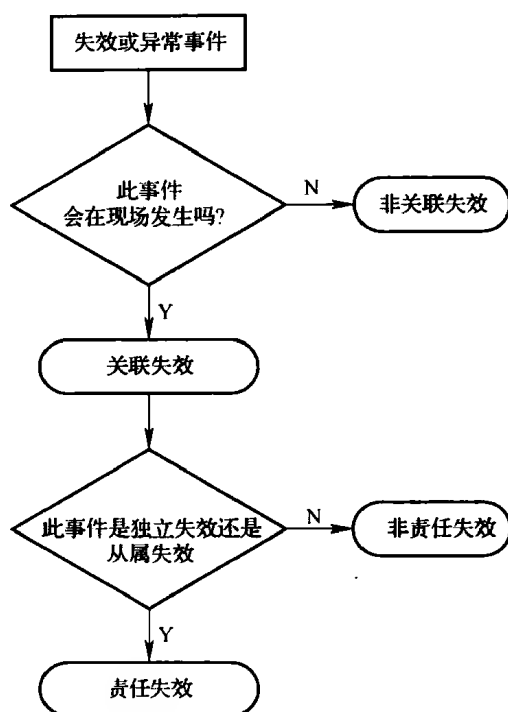 失效或异常事件
此事件
会在现场发生吗?
N
非关联失效
Y
关联失效
此事件是独立失效还是
从属失效
N
非责任失效
Y
责任失效